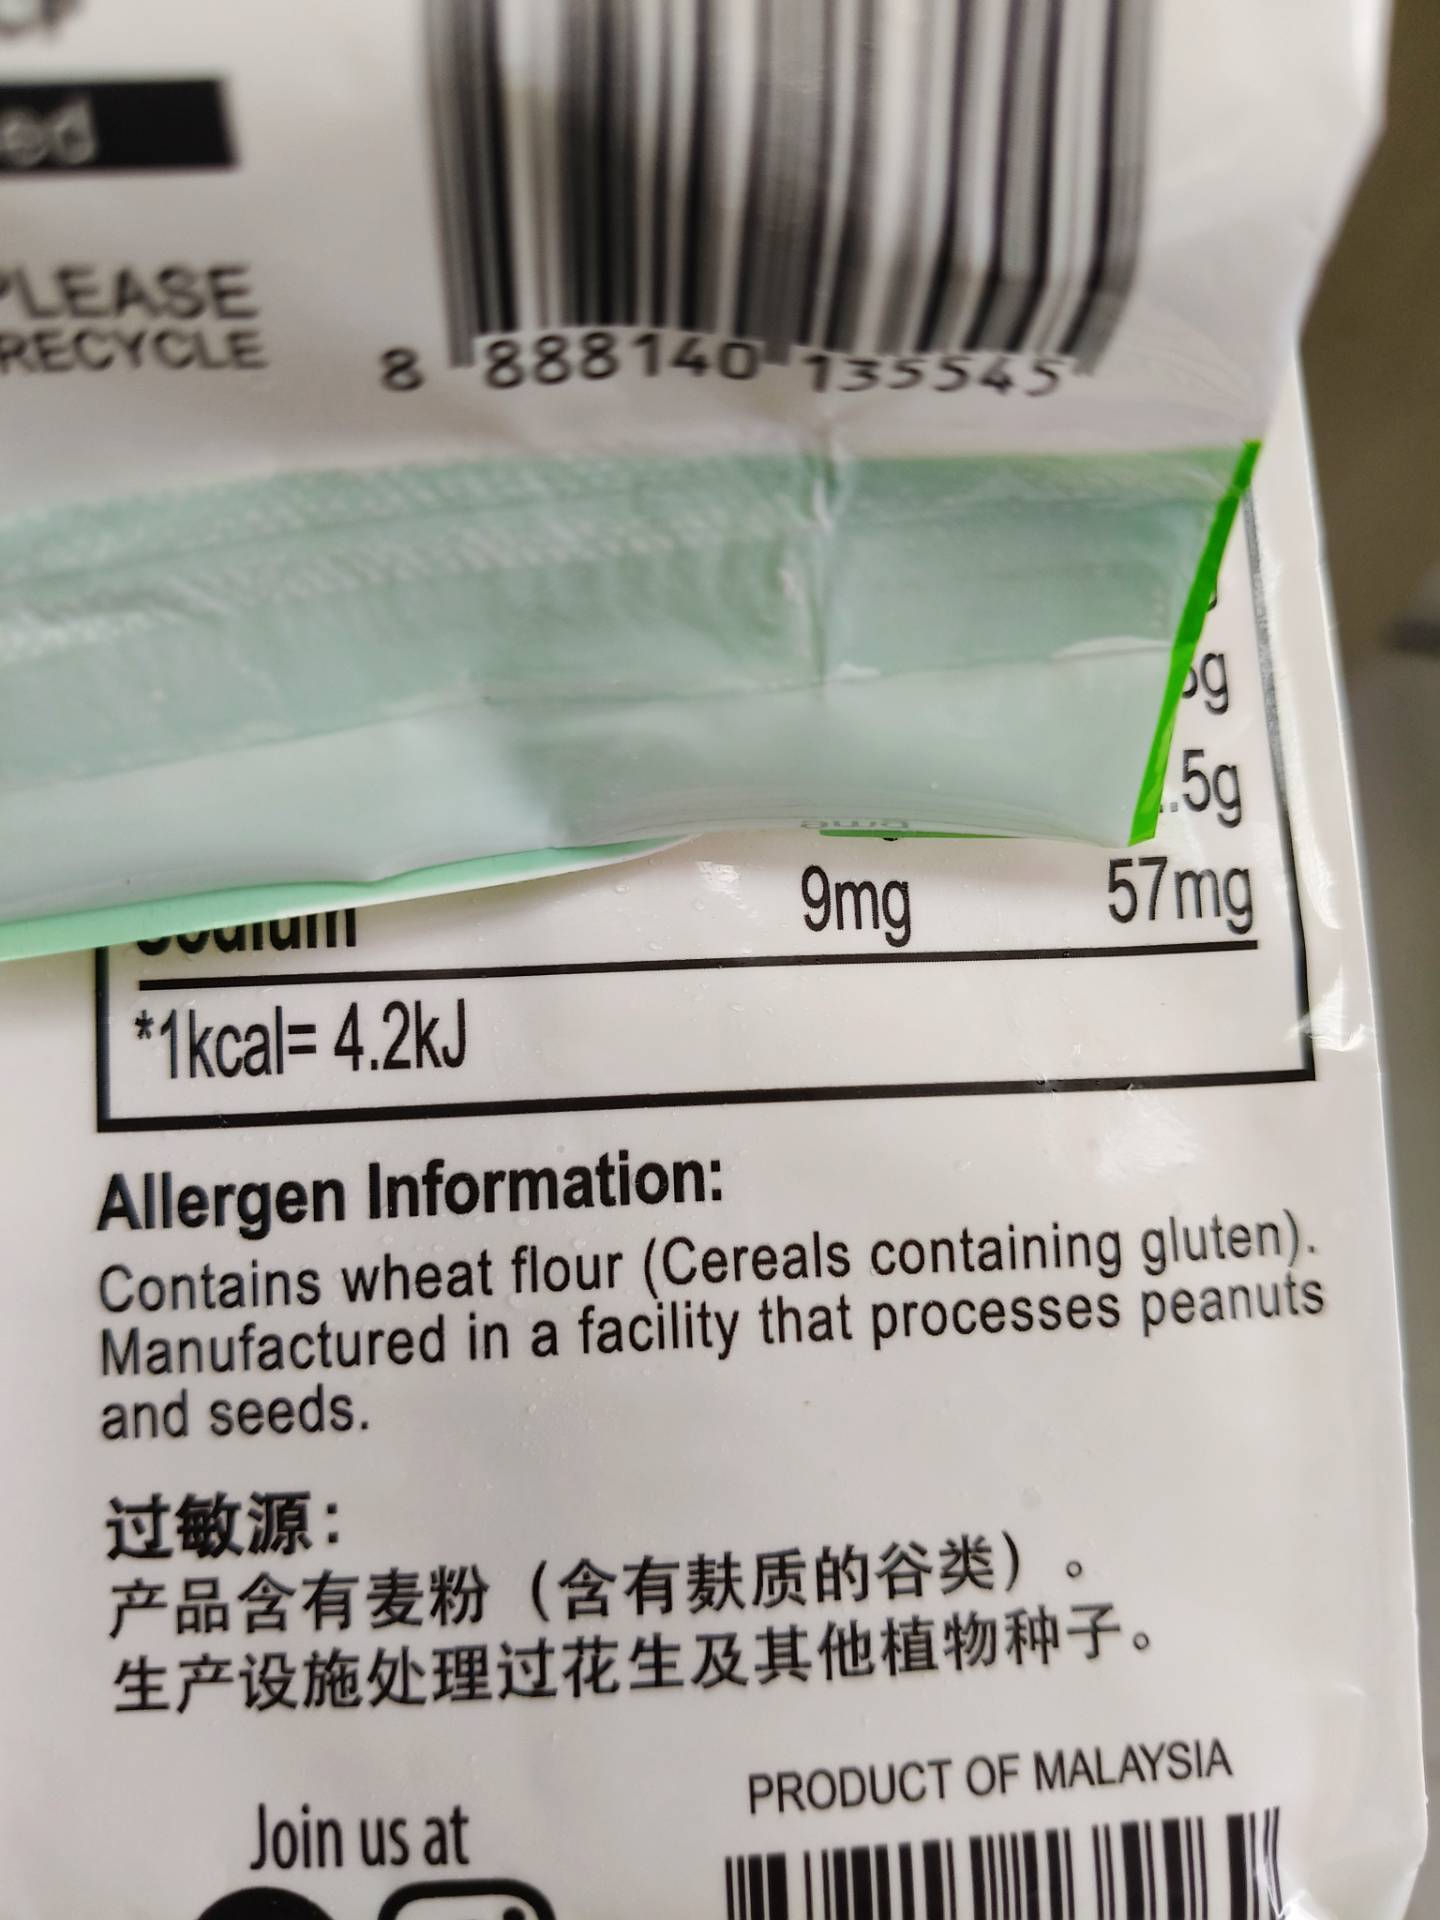 PLEASE
RECYCLE
8 888140 135545
5g
9mg 57mg
Sodium
*1kcal= 4.2kJ
Allergen Information:
Contains wheat flour (Cereals containing gluten).
Manufactured in a facility that processes peanuts
and seeds.
过敏源：
产品含有麦粉（含有麸质的谷类）。
生产设施处理过花生及其他植物种子。
PRODUCT OF MALAYSIA
Join us at